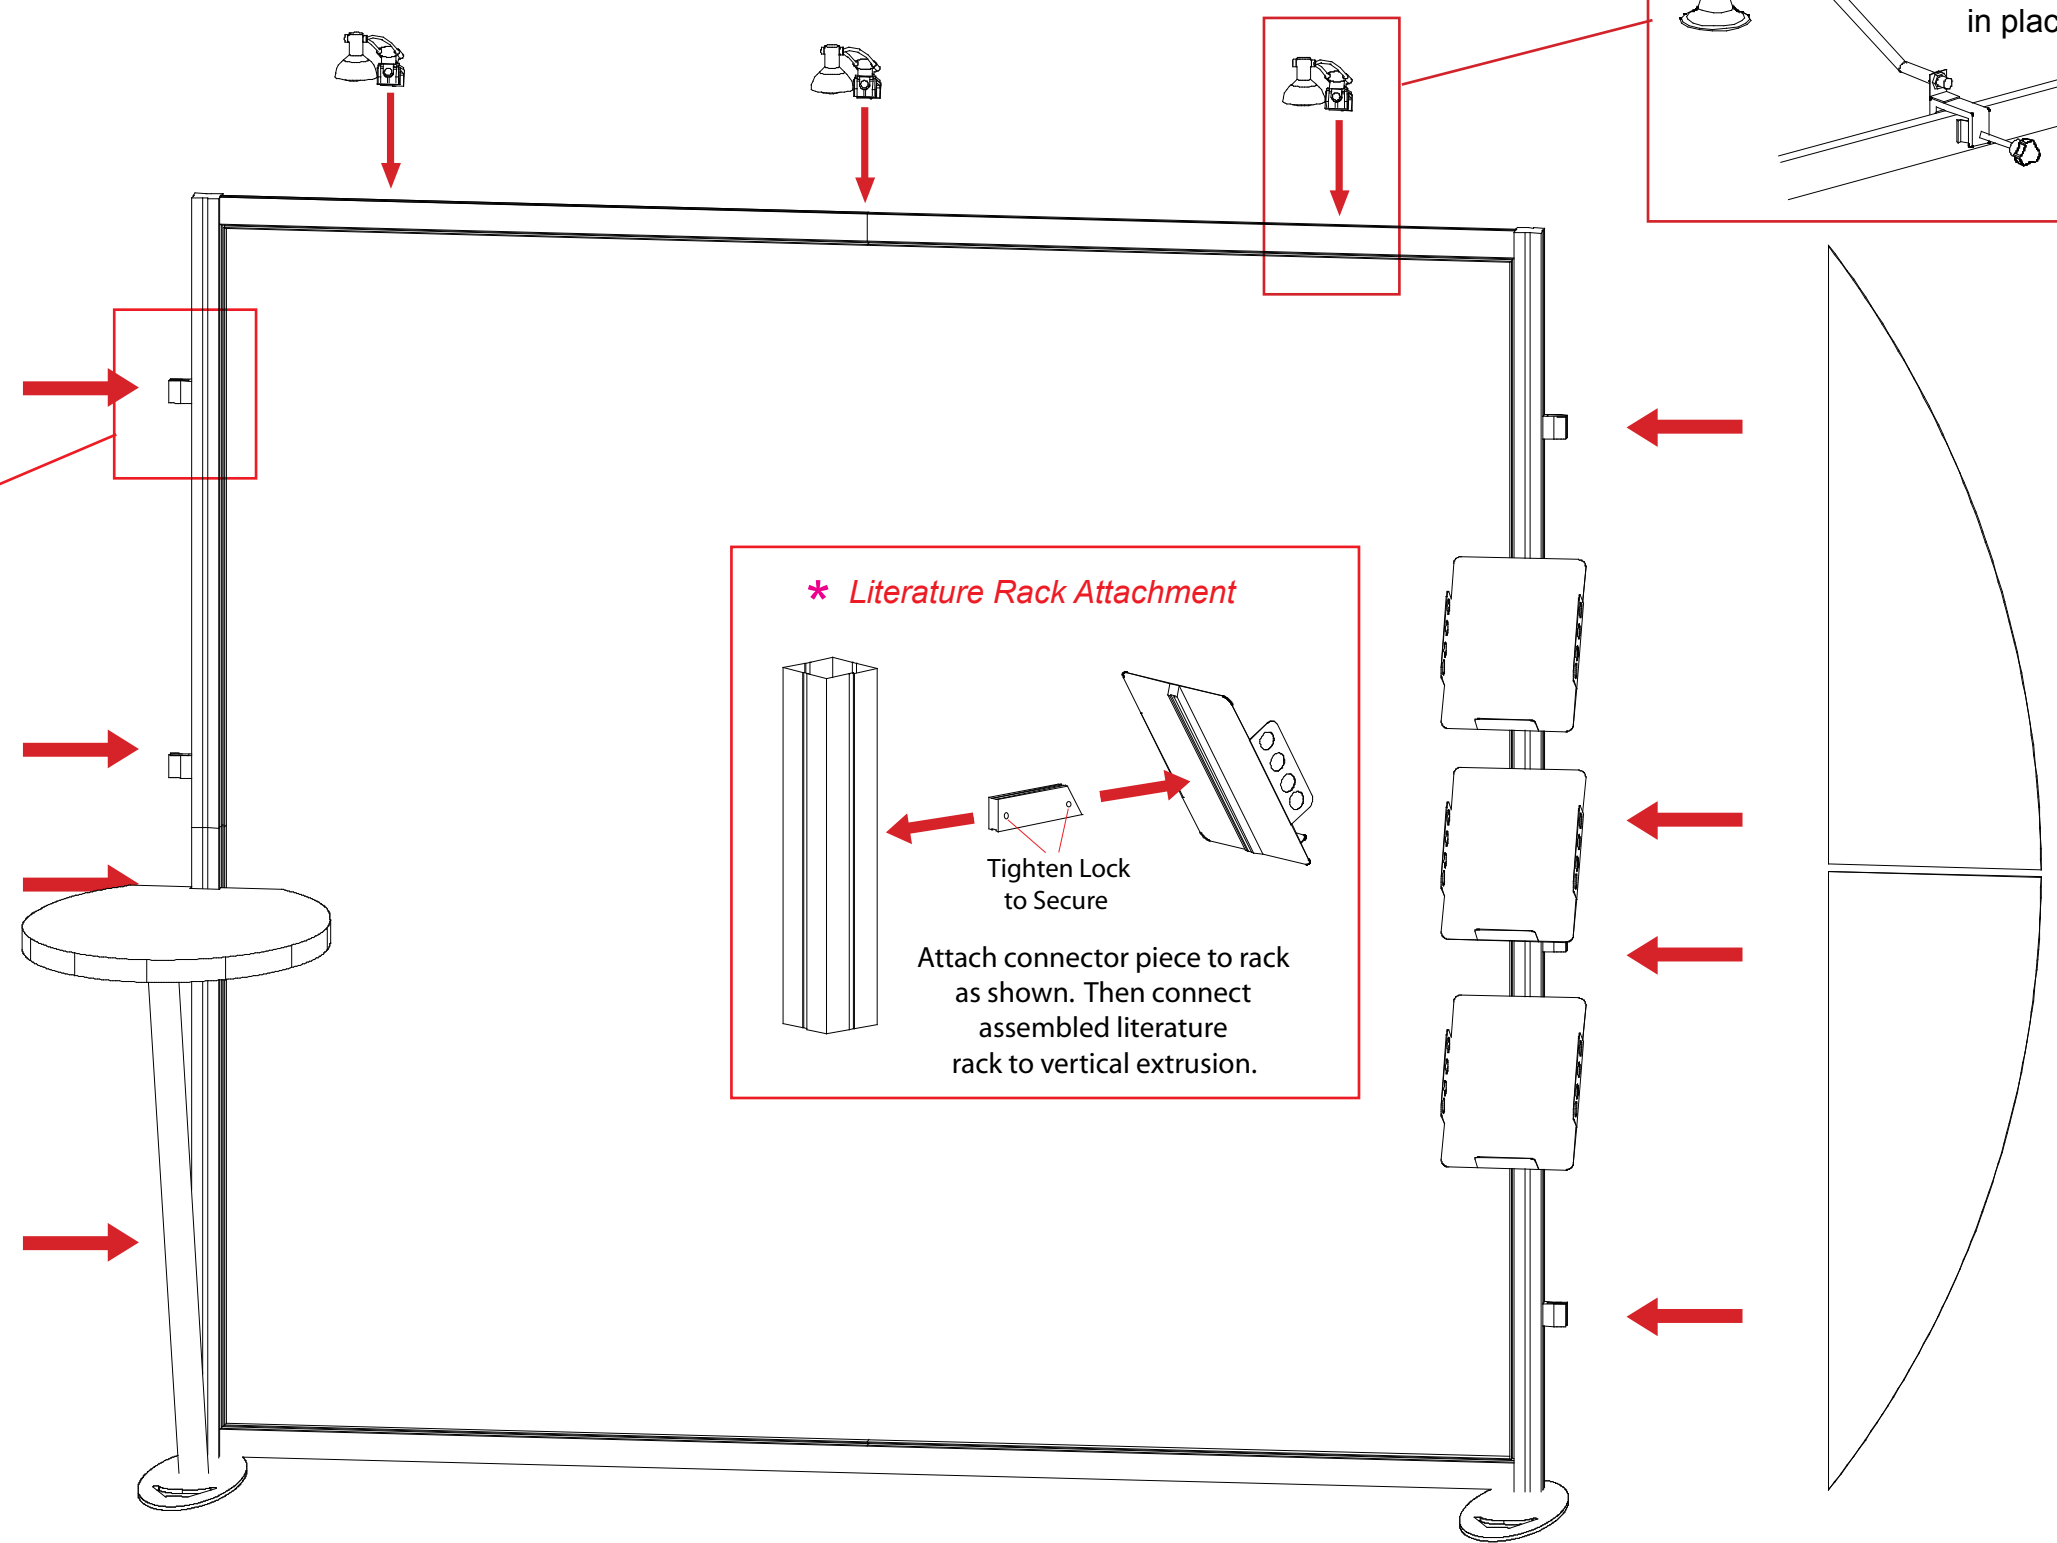 in plac
* Literature Rack Attachment
Tighten Lock
to Secure
Attach connector piece to rack
as shown. Then connect
assembled literature
rack to vertical extrusion.